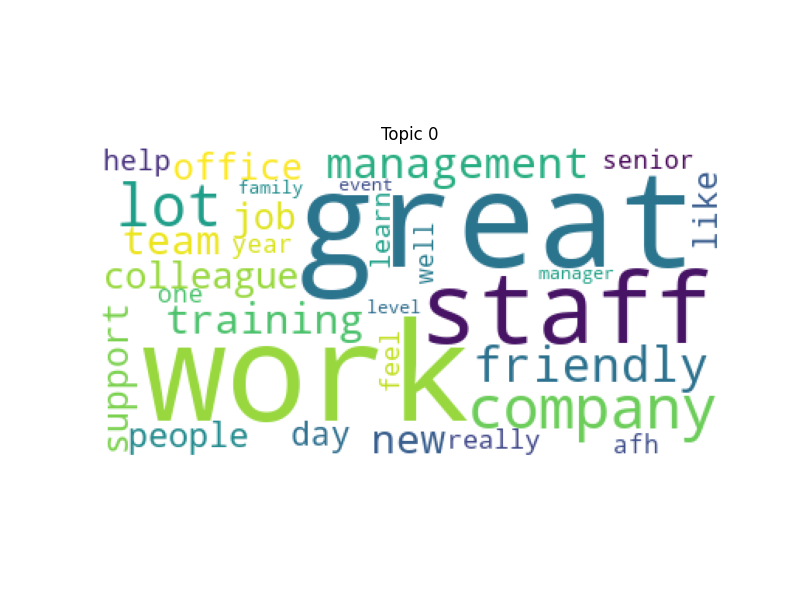 Topic 0
help
office
management
senior
lot
family
event
great
like
job
learn
team
year
well
colleague
manager
one
staff
training
level
support
work
feel
friendly
company
people
day
new
really
afh